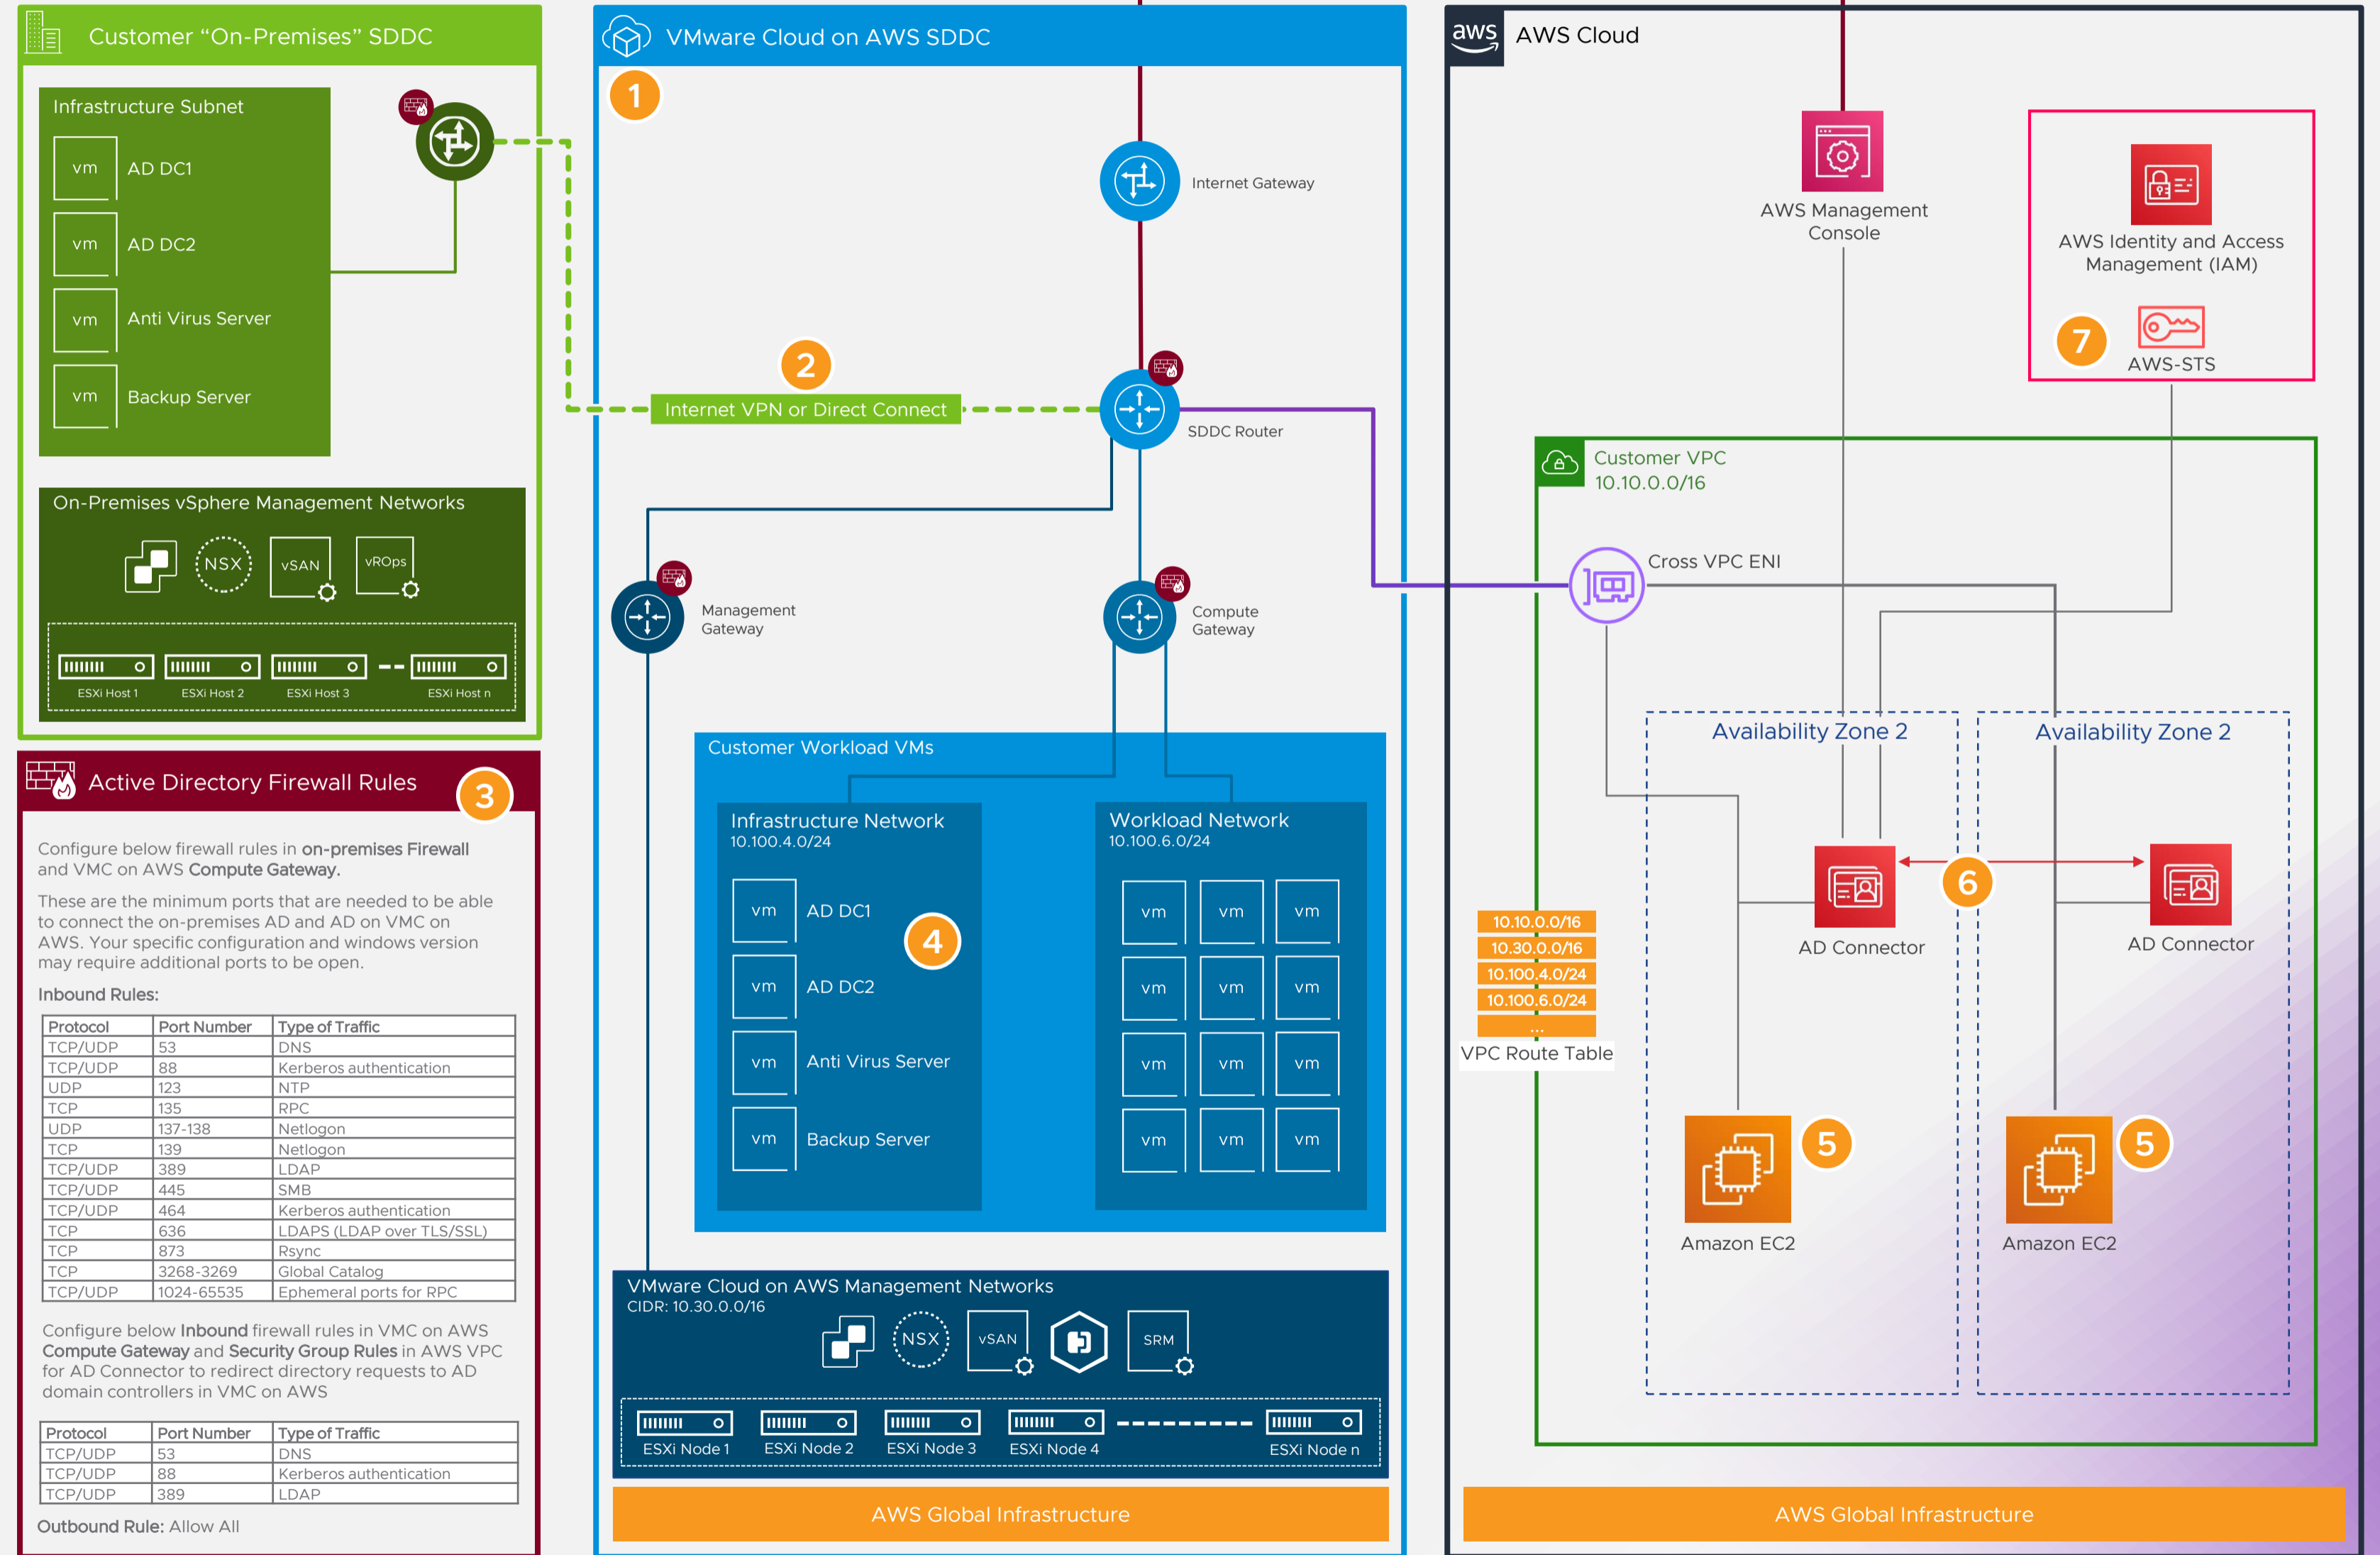 Customer “On-Premises” SDDC
Infrastructure Subnet
vm AD DC1
vm AD DC2
vm Anti Virus Server
vm Backup Server
On-Premises vSphere Management Networks
NSX
vSAN
vROps
ESXi Host 1
ESXi Host 2
ESXi Host 3
ESXi Host n
Active Directory Firewall Rules
3
Configure below firewall rules in on-premises Firewall
and VMC on AWS Compute Gateway.
These are the minimum ports that are needed to be able
to connect the on-premises AD and AD on VMC on
AWS. Your specific configuration and windows version
may require additional ports to be open.
Inbound Rules:
Protocol Port Number Type of Traffic
TCP/UDP 53 DNS
TCP/UDP 88 Kerberos authentication
UDP 123 NTP
TCP 135 RPC
UDP 137-138 Netlogon
TCP 139 Netlogon
TCP/UDP 389 LDAP
TCP/UDP 445 SMB
TCP/UDP 464 Kerberos authentication
TCP 636 LDAPS (LDAP over TLS/SSL)
TCP 873 Rsync
TCP 3268-3269 Global Catalog
TCP/UDP 1024-65535 Ephemeral ports for RPC
Configure below Inbound firewall rules in VMC on AWS
Compute Gateway and Security Group Rules in AWS VPC
for AD Connector to redirect directory requests to AD
domain controllers in VMC on AWS
Protocol Port Number Type of Traffic
TCP/UDP 53 DNS
TCP/UDP 88 Kerberos authentication
TCP/UDP 389 LDAP
Outbound Rule: Allow All
VMware Cloud on AWS SDDC
1
Internet Gateway
2
Internet VPN or Direct Connect
SDDC Router
Management
Gateway
Compute
Gateway
Customer Workload VMs
Infrastructure Network
10.100.4.0/24
vm AD DC1
4
vm AD DC2
vm Anti Virus Server
vm Backup Server
Workload Network
10.100.6.0/24
vm vm vm
vm vm vm
vm vm vm
vm vm vm
VMware Cloud on AWS Management Networks
CIDR: 10.30.0.0/16
NSX
vSAN
SRM
ESXi Node 1
ESXi Node 2
ESXi Node 3
ESXi Node 4
ESXi Node n
AWS Global Infrastructure
aws
AWS Cloud
AWS Management
Console
AWS Identity and Access
Management (IAM)
7
AWS-STS
Customer VPC
10.10.0.0/16
Cross VPC ENI
Availability Zone 2
Availability Zone 2
6
AD Connector
AD Connector
10.10.0.0/16
10.30.0.0/16
10.100.4.0/24
10.100.6.0/24
...
VPC Route Table
5
5
Amazon EC2
Amazon EC2
AWS Global Infrastructure